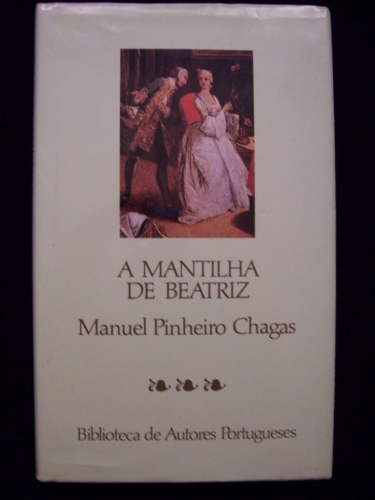 A MANTILHA
DE BEATRIZ
Manuel Pinheiro Chagas
Biblioteca de Autores Portugueses